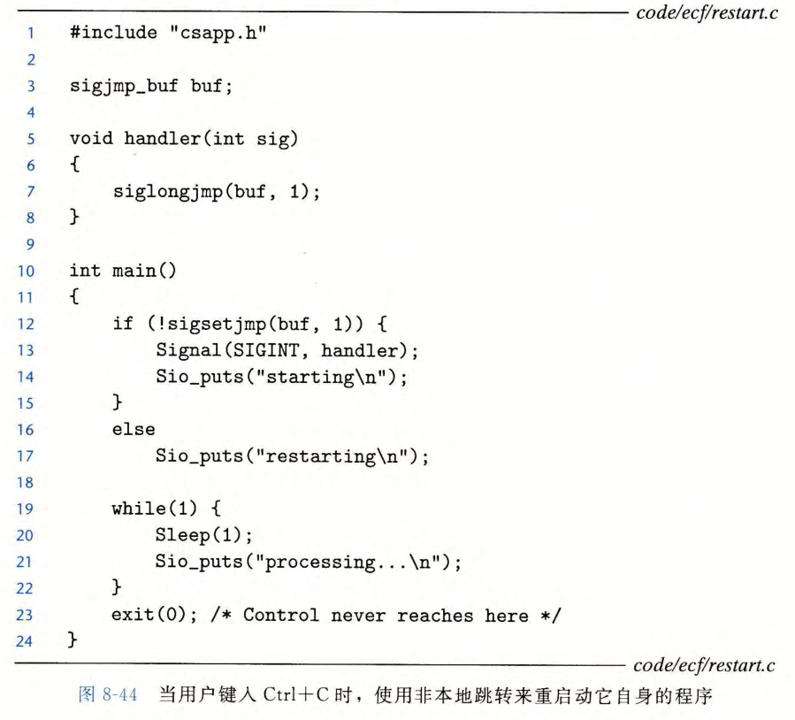 code/ecf/restart.c
1 #include "csapp.h"
2
3 sigjmp_buf buf;
4
5 void handler(int sig)
6 {
7     siglongjmp(buf, 1);
8 }
9
10 int main()
11 {
12     if (!sigsetjmp(buf, 1)) {
13         Signal(SIGINT, handler);
14         Sio_puts("starting\n");
15     }
16     else
17         Sio_puts("restarting\n");
18
19     while(1) {
20         Sleep(1);
21         Sio_puts("processing...\n");
22     }
23     exit(0); /* Control never reaches here */
24 }
code/ecf/restart.c
图 8-44 当用户键入 Ctrl+C 时，使用非本地跳转来重启动它自身的程序